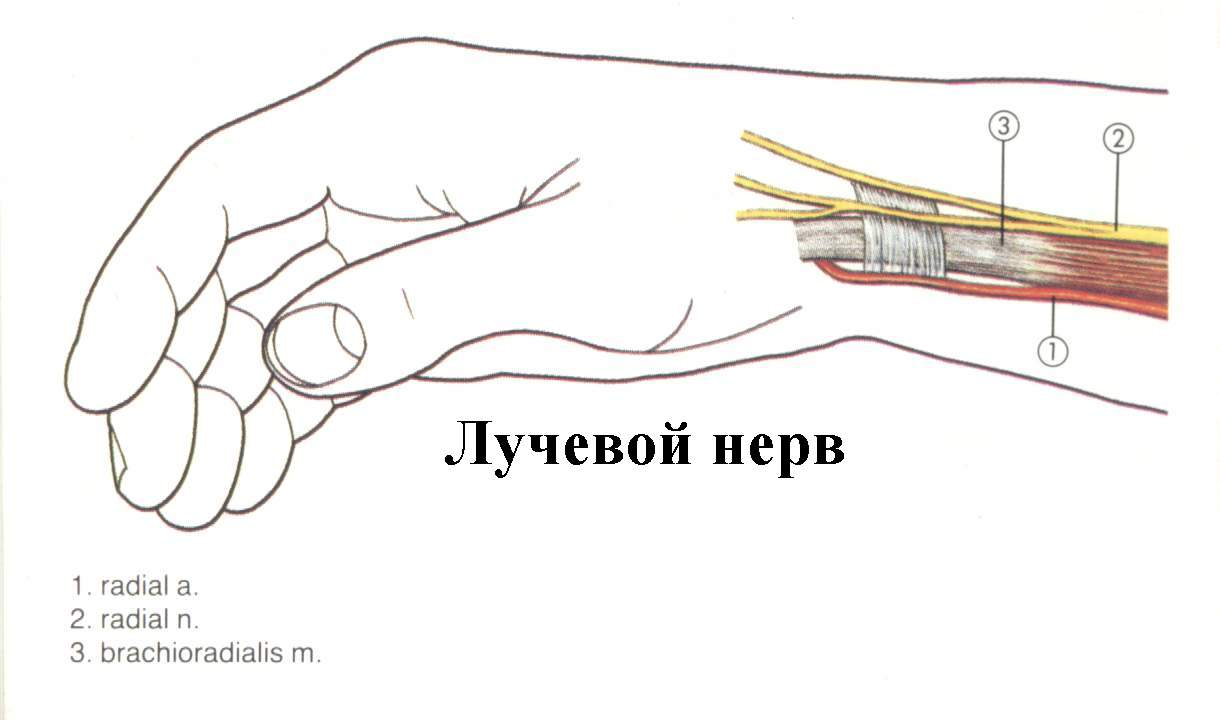 ③
②
①
Лучевой нерв
1. radial a.
2. radial n.
3. brachioradialis m.